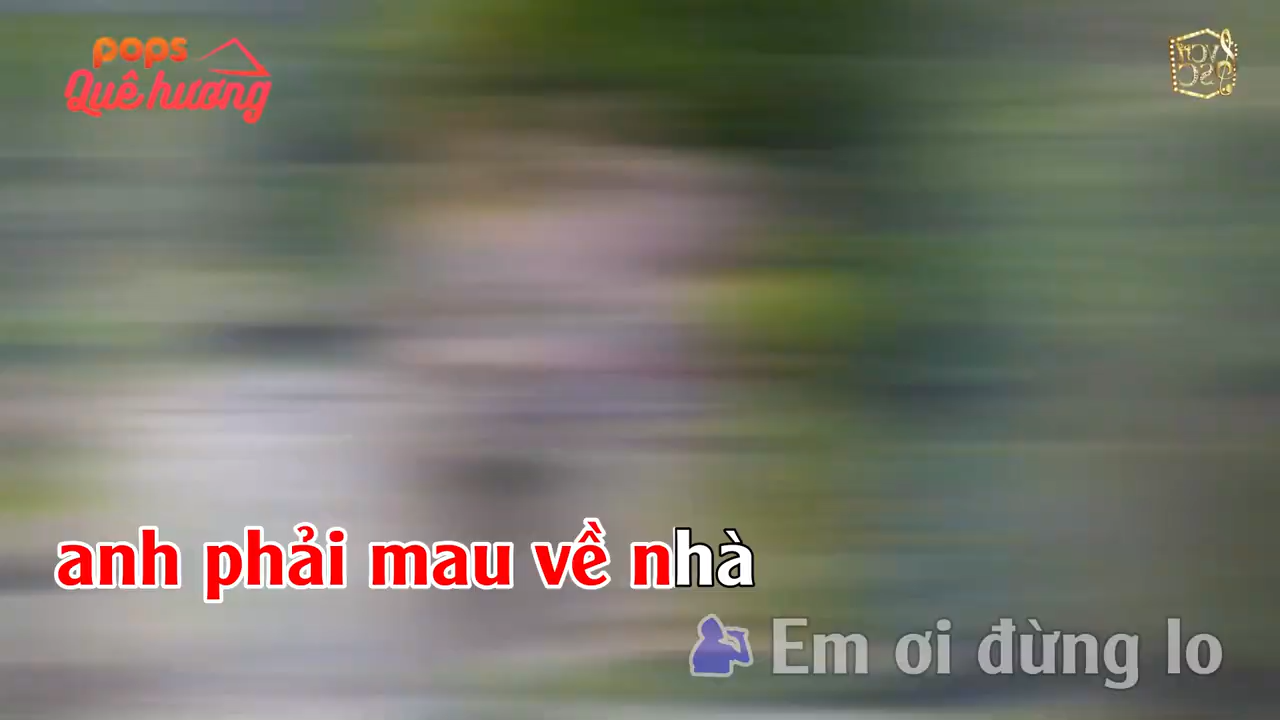 pops
Quê hương
anh phải mau về nhà
Em ơi đừng lo